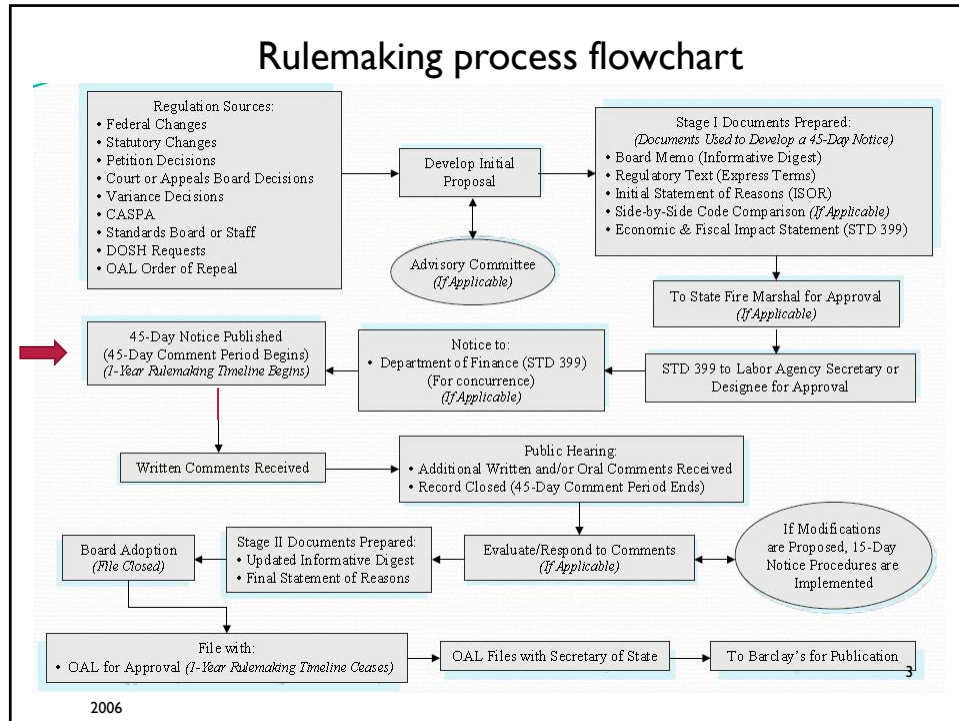 Rulemaking process flowchart
Regulation Sources:
• Federal Changes
• Statutory Changes
• Petition Decisions
• Court or Appeals Board Decisions
• Variance Decisions
• CASPA
• Standards Board or Staff
• DOSH Requests
• OAL Order of Repeal
Develop Initial
Proposal
Advisory Committee
(If Applicable)
Stage I Documents Prepared:
(Documents Used to Develop a 45-Day Notice)
• Board Memo (Informative Digest)
• Regulatory Text (Express Terms)
• Initial Statement of Reasons (ISOR)
• Side-by-Side Code Comparison (If Applicable)
• Economic & Fiscal Impact Statement (STD 399)
To State Fire Marshal for Approval
(If Applicable)
STD 399 to Labor Agency Secretary or
Designee for Approval
Notice to:
• Department of Finance (STD 399)
(For concurrence)
(If Applicable)
45-Day Notice Published
(45-Day Comment Period Begins)
(1-Year Rulemaking Timeline Begins)
Written Comments Received
Public Hearing:
• Additional Written and/or Oral Comments Received
• Record Closed (45-Day Comment Period Ends)
Evaluate/Respond to Comments
(If Applicable)
If Modifications
are Proposed, 15-Day
Notice Procedures are
Implemented
Stage II Documents Prepared:
• Updated Informative Digest
• Final Statement of Reasons
Board Adoption
(File Closed)
File with:
• OAL for Approval (1-Year Rulemaking Timeline Ceases)
OAL Files with Secretary of State
To Barclay's for Publication
3
2006